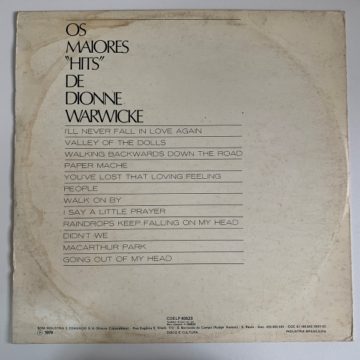 OS
MAIORES
"HITS"
DE
DIONNE
WARWICKE
I'LL NEVER FALL IN LOVE AGAIN
VALLEY OF THE DOLLS
WALKING BACKWARDS DOWN THE ROAD
PAPER MACHE
YOU'VE LOST THAT LOVING FEELING
PEOPLE
WALK ON BY
I SAY A LITTLE PRAYER
RAINDROPS KEEP FALLING ON MY HEAD
DIDN'T WE
MACARTHUR PARK
GOING OUT OF MY HEAD
DISCO É CULTURA
INDÚSTRIA BRASILEIRA